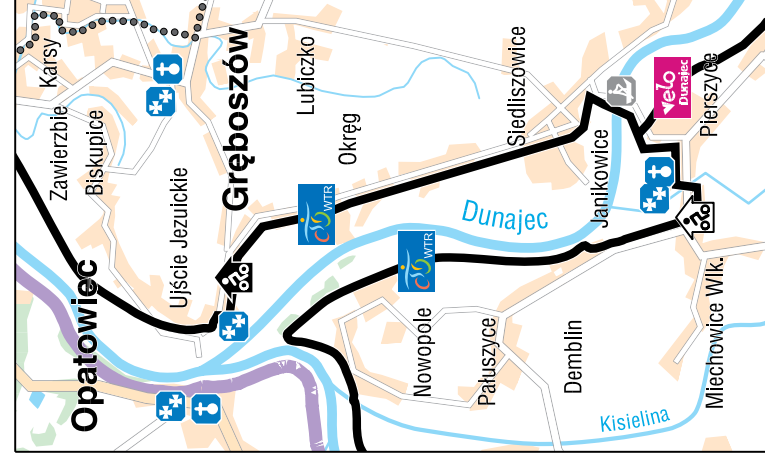 Karsy
Zawierzbie
Biskupice
Ujście Jezuickie
Gręboszów
Lubiczko
Okręg
Siedliszowice
Janikowice
Pierszyce
Velo
Dunajec
WTR
WTR
Dunajec
Opatowiec
Nowopole
Pałuszyce
Demblin
Miechowice Wlk.
Kisielina